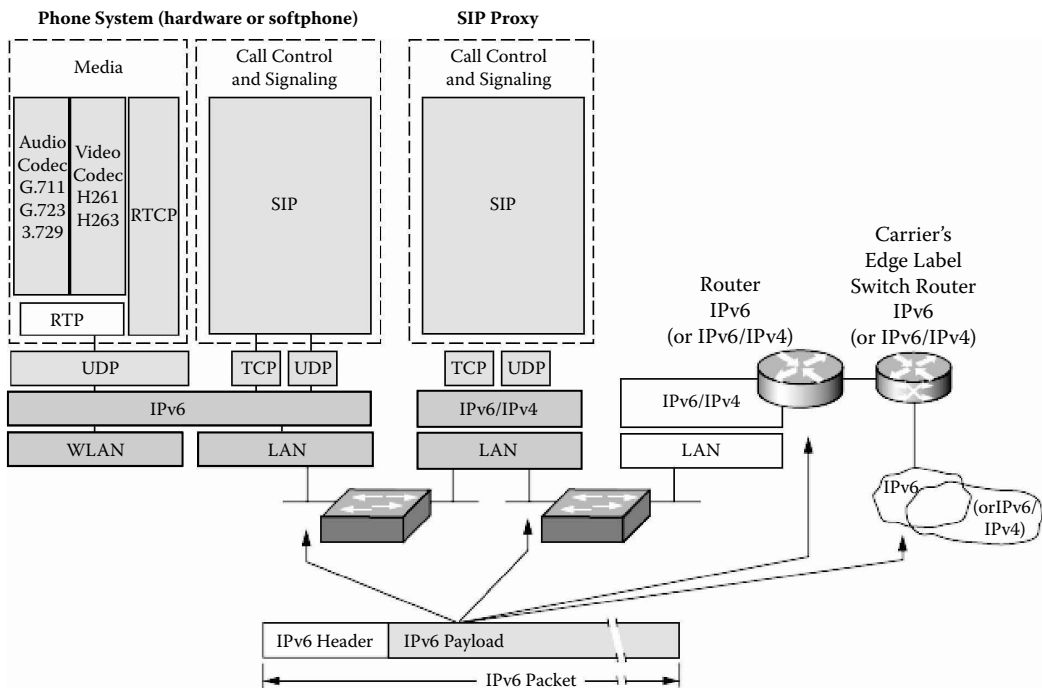 Phone System (hardware or softphone)
SIP Proxy
Media
Call Control
and Signaling
Call Control
and Signaling
Audio
Codec
G.711
G.723
3.729
Video
Codec
H261
H263
RTCP
SIP
SIP
RTP
UDP
TCP
UDP
TCP
UDP
IPv6
IPv6/IPv4
WLAN
LAN
LAN
Router
IPv6
(or IPv6/IPv4)
Carrier's
Edge Label
Switch Router
IPv6
(or IPv6/IPv4)
IPv6/IPv4
LAN
IPv6
(orIPv6/
IPv4)
IPv6 Header
IPv6 Payload
IPv6 Packet